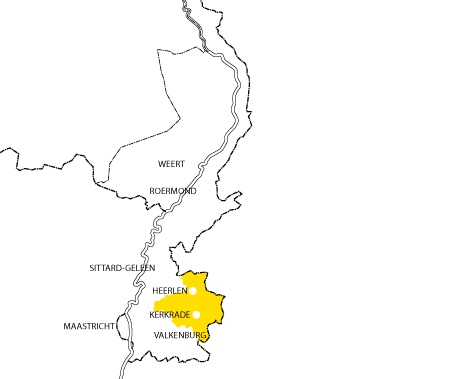 WEERT
ROERMOND
SITTARD-GELEEN
HEERLEN
KERKRADE
MAASTRICHT
VALKENBURG